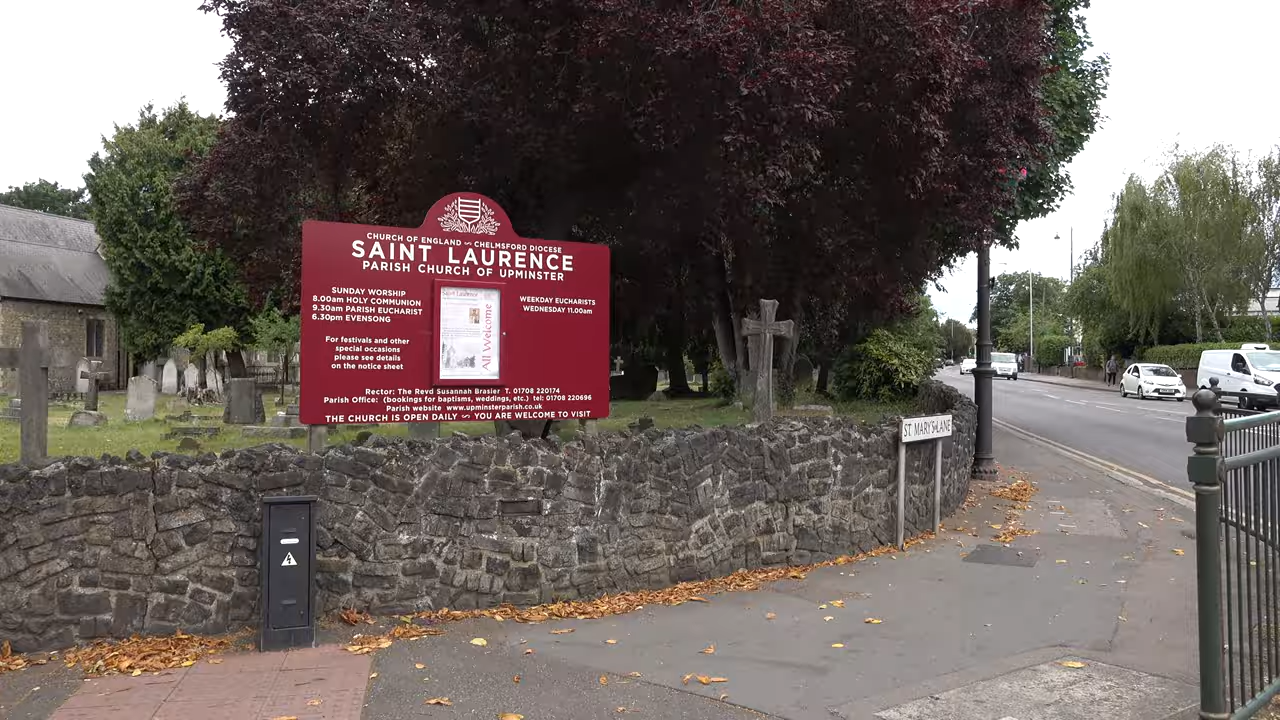 CHURCH OF ENGLAND ~ CHELMSFORD DIOCESE
SAINT LAURENCE
PARISH CHURCH OF UPMINSTER
SUNDAY WORSHIP
8.00am HOLY COMMUNION
9.30am PARISH EUCHARIST
6.30pm EVENSONG
For festivals and other
special occasions
please see details
on the notice sheet
Saint Laurence
All Welcome
WEEKDAY EUCHARISTS
WEDNESDAY 11.00am
Rector: The Revd Susannah Brasier T. 01708 220174
Parish Office: (bookings for baptisms, weddings, etc.) tel: 01708 220696
Parish website www.upminsterparish.co.uk
THE CHURCH IS OPEN DAILY ~ YOU ARE WELCOME TO VISIT
ST. MARY'S LANE